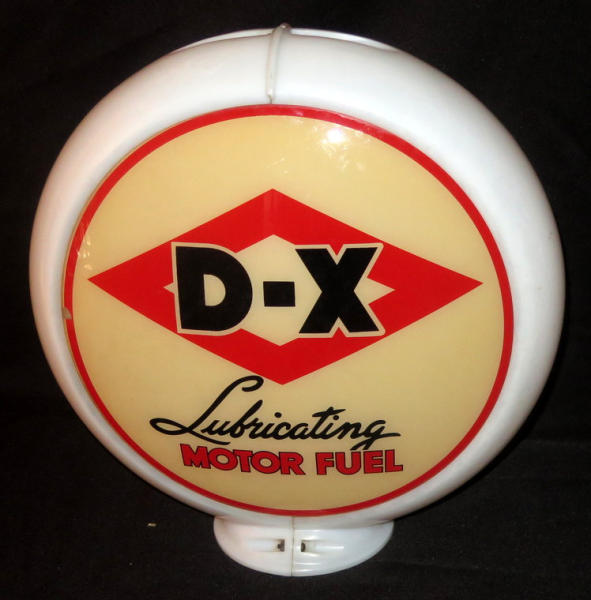 D-X
Lubricating
MOTOR FUEL